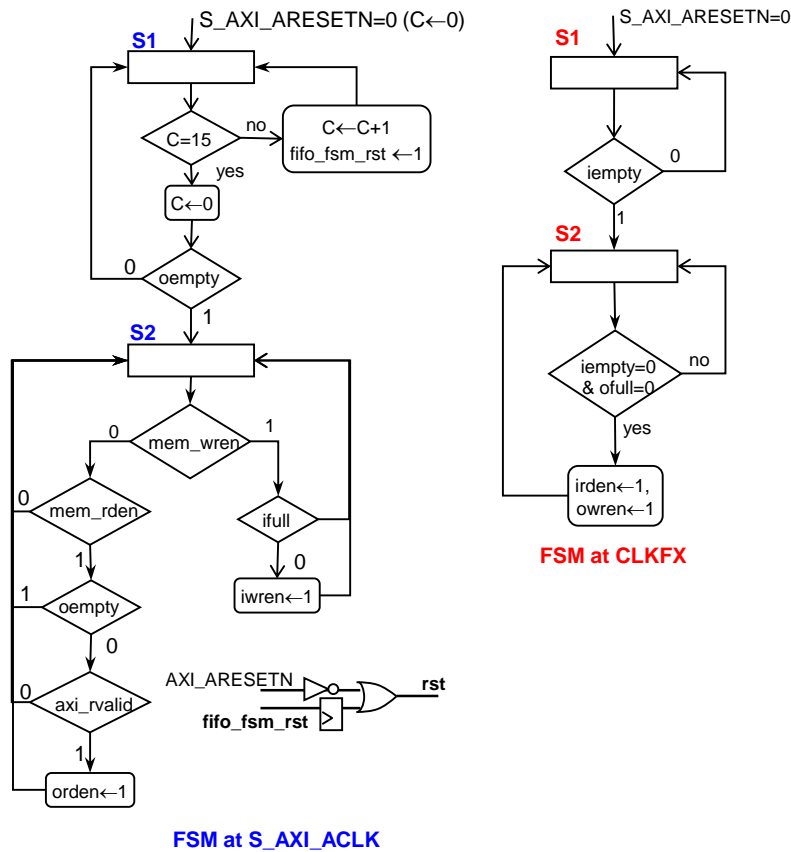 S_AXI_ARESETN=0 (C←0)
S1
C=15
no
C←C+1
fifo_fsm_rst ←1
yes
C←0
oempty
0
1
S2
mem_wren
0
1
mem_rden
0
1
ifull
0
iwren←1
oempty
1
0
axi_rvalid
0
1
orden←1
AXI_ARESETN
fifo_fsm_rst
rst
FSM at S_AXI_ACLK
S_AXI_ARESETN=0
S1
iempty
0
1
S2
iempty=0
& ofull=0
no
yes
irden←1,
owren←1
FSM at CLKFX